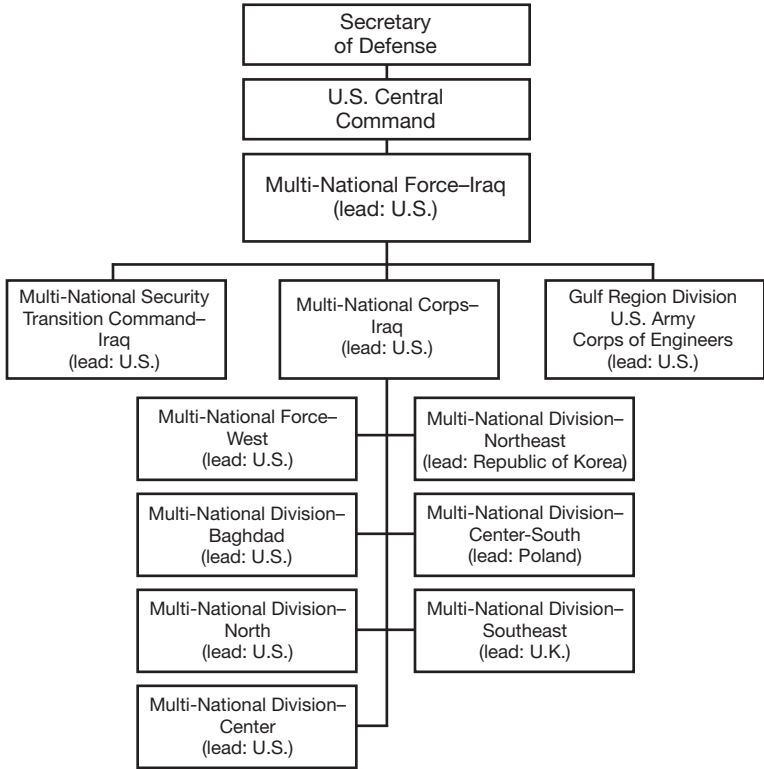 Secretary
of Defense
U.S. Central
Command
Multi-National Force–Iraq
(lead: U.S.)
Multi-National Security
Transition Command–
Iraq
(lead: U.S.)
Multi-National Corps–
Iraq
(lead: U.S.)
Gulf Region Division
U.S. Army
Corps of Engineers
(lead: U.S.)
Multi-National Force–
West
(lead: U.S.)
Multi-National Division–
Northeast
(lead: Republic of Korea)
Multi-National Division–
Baghdad
(lead: U.S.)
Multi-National Division–
Center-South
(lead: Poland)
Multi-National Division–
North
(lead: U.S.)
Multi-National Division–
Southeast
(lead: U.K.)
Multi-National Division–
Center
(lead: U.S.)